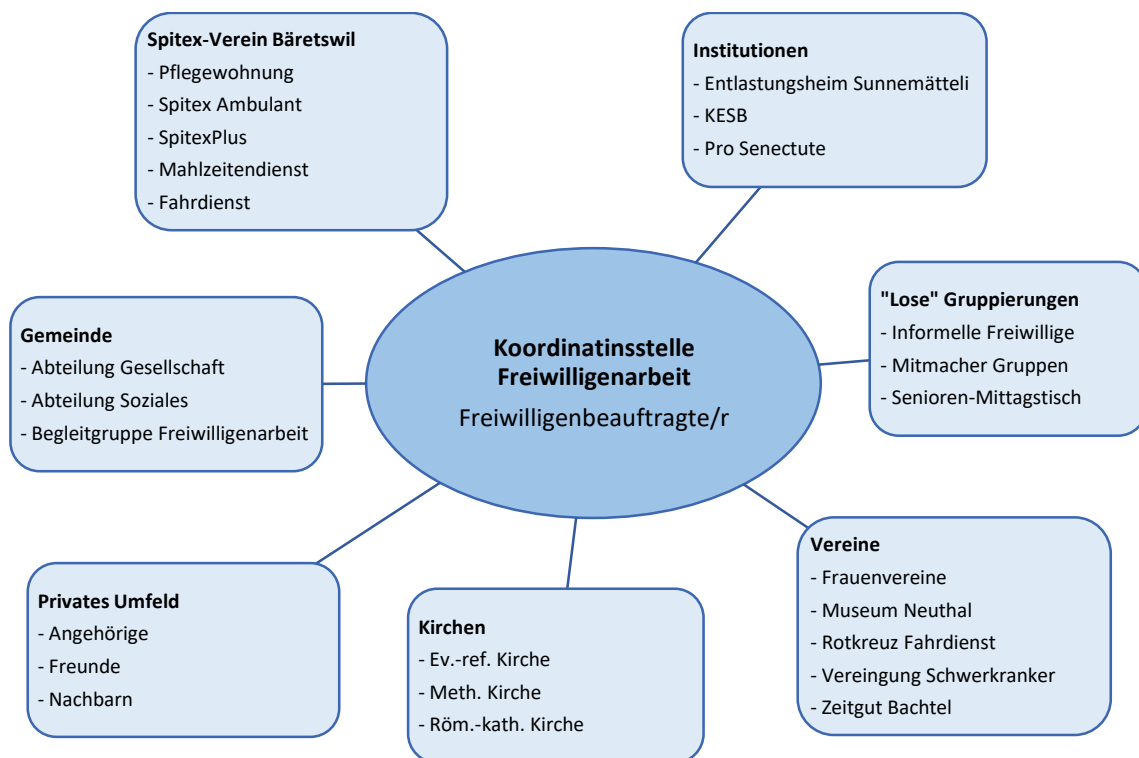 Spitex-Verein Bäretswil
- Pflegewohnung
- Spitex Ambulant
- SpitexPlus
- Mahlzeitendienst
- Fahrdienst
Institutionen
- Entlastungsheim Sunnemätteli
- KESB
- Pro Senectute
"Lose" Gruppierungen
- Informelle Freiwillige
- Mitmacher Gruppen
- Senioren-Mittagstisch
Gemeinde
- Abteilung Gesellschaft
- Abteilung Soziales
- Begleitgruppe Freiwilligenarbeit
Koordinatinsstelle
Freiwilligenarbeit
Freiwilligenbeauftragte/r
Vereine
- Frauenvereine
- Museum Neuthal
- Rotkreuz Fahrdienst
- Vereingung Schwerkranker
- Zeitgut Bachtel
Privates Umfeld
- Angehörige
- Freunde
- Nachbarn
Kirchen
- Ev.-ref. Kirche
- Meth. Kirche
- Röm.-kath. Kirche